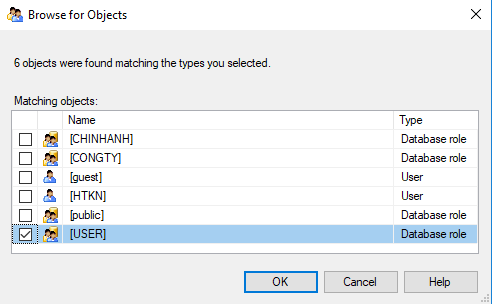 Browse for Objects
6 objects were found matching the types you selected.
Matching objects:
Name Type
[CHINHANH] Database role
[CONGTY] Database role
[guest] User
[HTKN] User
[public] Database role
[USER] Database role
OK Cancel Help